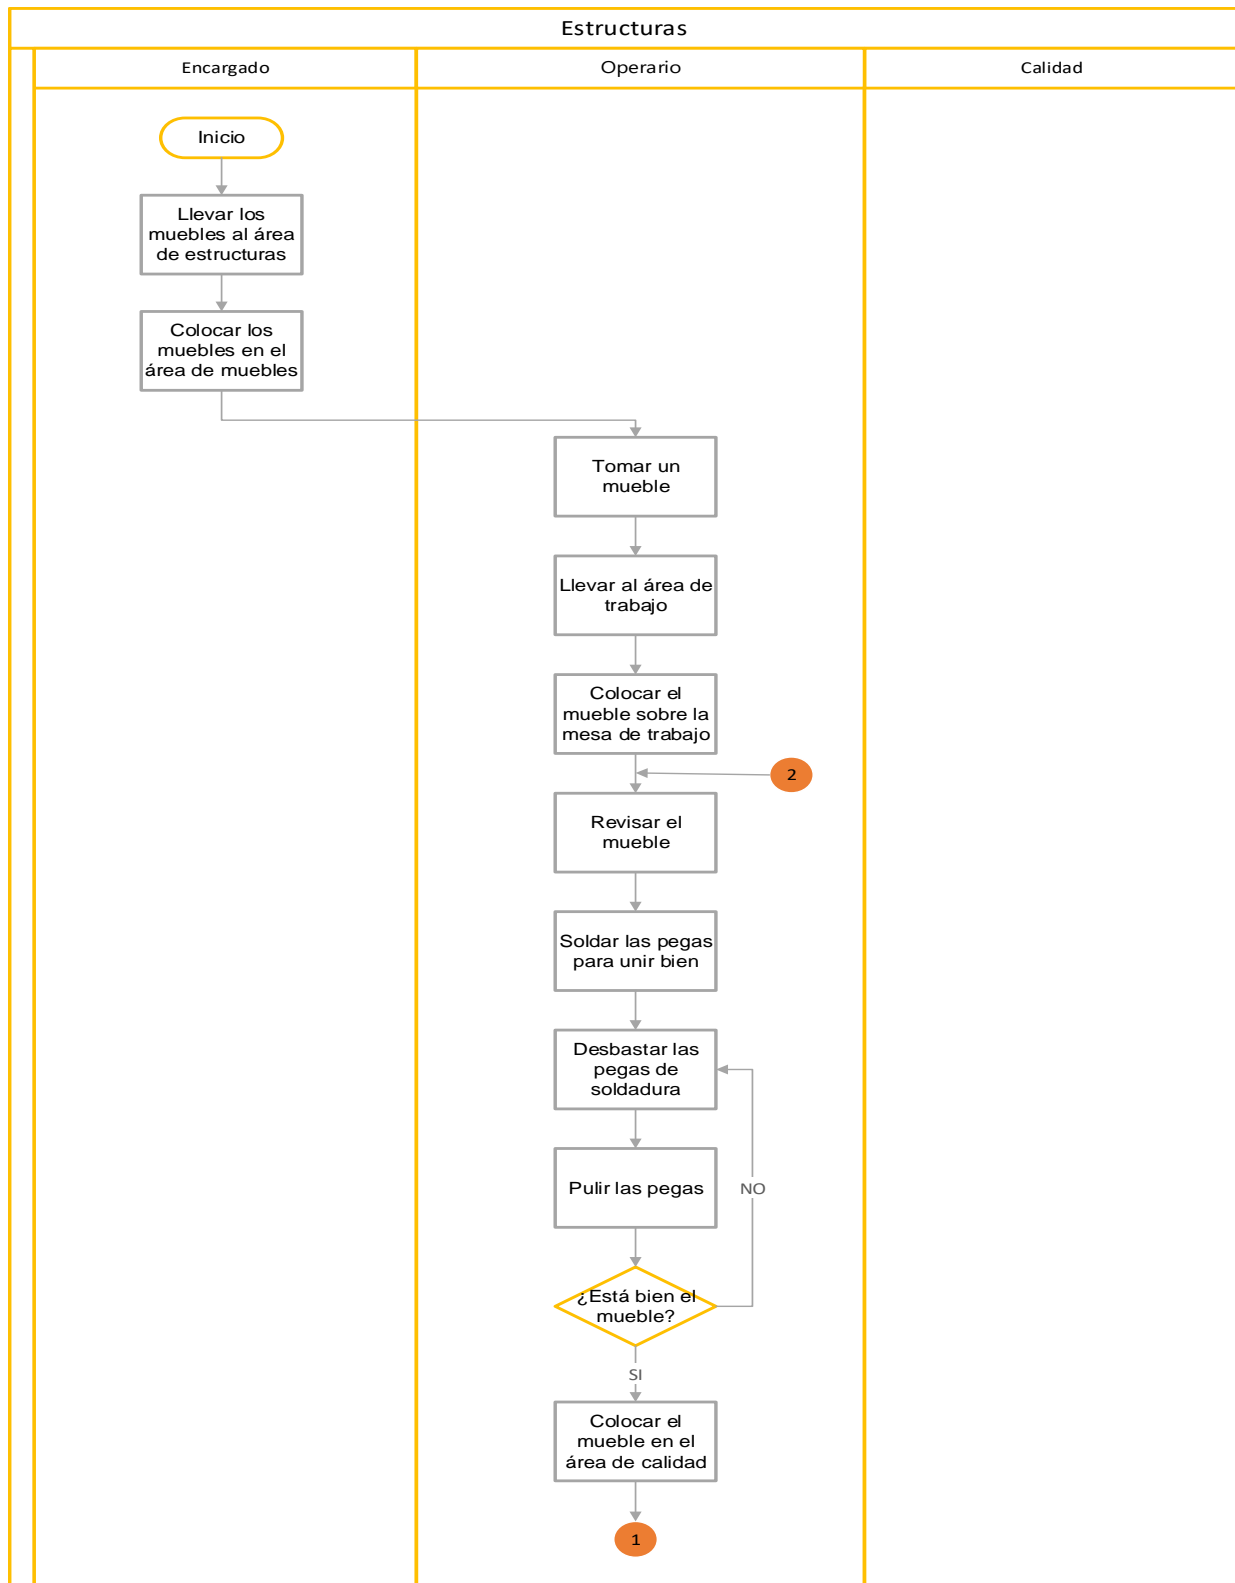 Estructuras
Encargado
Operario
Calidad
Inicio
Llevar los
muebles al área
de estructuras
Colocar los
muebles en el
área de muebles
Tomar un
mueble
Llevar al área de
trabajo
Colocar el
mueble sobre la
mesa de trabajo
2
Revisar el
mueble
Soldar las pegas
para unir bien
Desbastar las
pegas de
soldadura
Pulir las pegas
NO
¿Está bien el
mueble?
SI
Colocar el
mueble en el
área de calidad
1